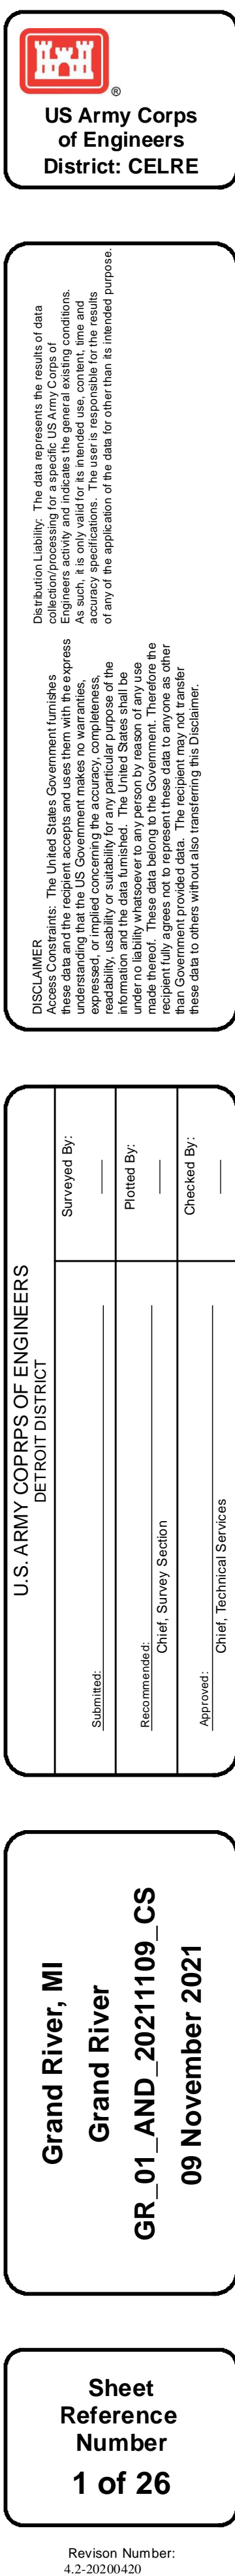 ®
US Army Corps
of Engineers
District: CELRE
DISCLAIMER
Access Constraints: The United States Government furnishes
these data and the recipient accepts and uses them with the express
understanding that the US Government makes no warranties,
expressed, or implied concerning the accuracy, completeness,
readability, usability or suitability for any particular purpose of the
information and the data furnished. The United States shall be
under no liability whatsoever to any person by reason of any use
made thereof. These data belong to the Government. Therefore the
recipient fully agrees not to represent these data to anyone as other
than Government provided data. The recipient may not transfer
these data to others without also transferring this Disclaimer.
Distribution Liability: The data represents the results of data
collection/processing for a specific US Army Corps of
Engineers activity and indicates the general existing conditions.
As such, it is only valid for its intended use, content, time and
accuracy specifications. The user is responsible for the results
of any of the application of the data for other than its intended purpose.
U.S. ARMY COPRPS OF ENGINEERS
DETROIT DISTRICT
Submitted:
Surveyed By:
Recommended:
Chief, Survey Section
Plotted By:
Approved:
Chief, Technical Services
Checked By:
Grand River, MI
Grand River
GR_01_AND_20211109_CS
09 November 2021
Sheet
Reference
Number
1 of 26
Revison Number:
4.2-20200420